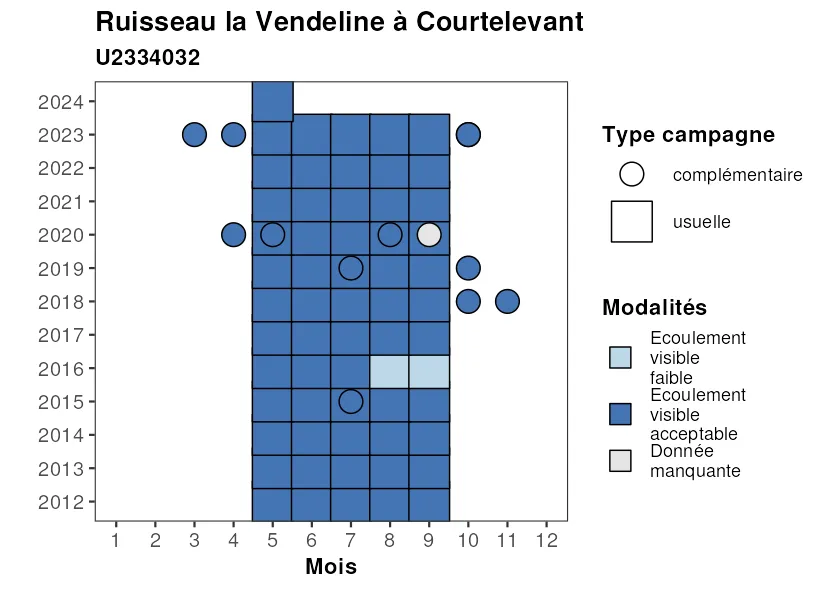 Ruisseau la Vendeline à Courtelevant
U2334032
2024
2023
2022
2021
2020
2019
2018
2017
2016
2015
2014
2013
2012
1 2 3 4 5 6 7 8 9 10 11 12
Mois
Type campagne
complémentaire
usuelle
Modalités
Ecoulement
visible
faible
Ecoulement
visible
acceptable
Donnée
manquante